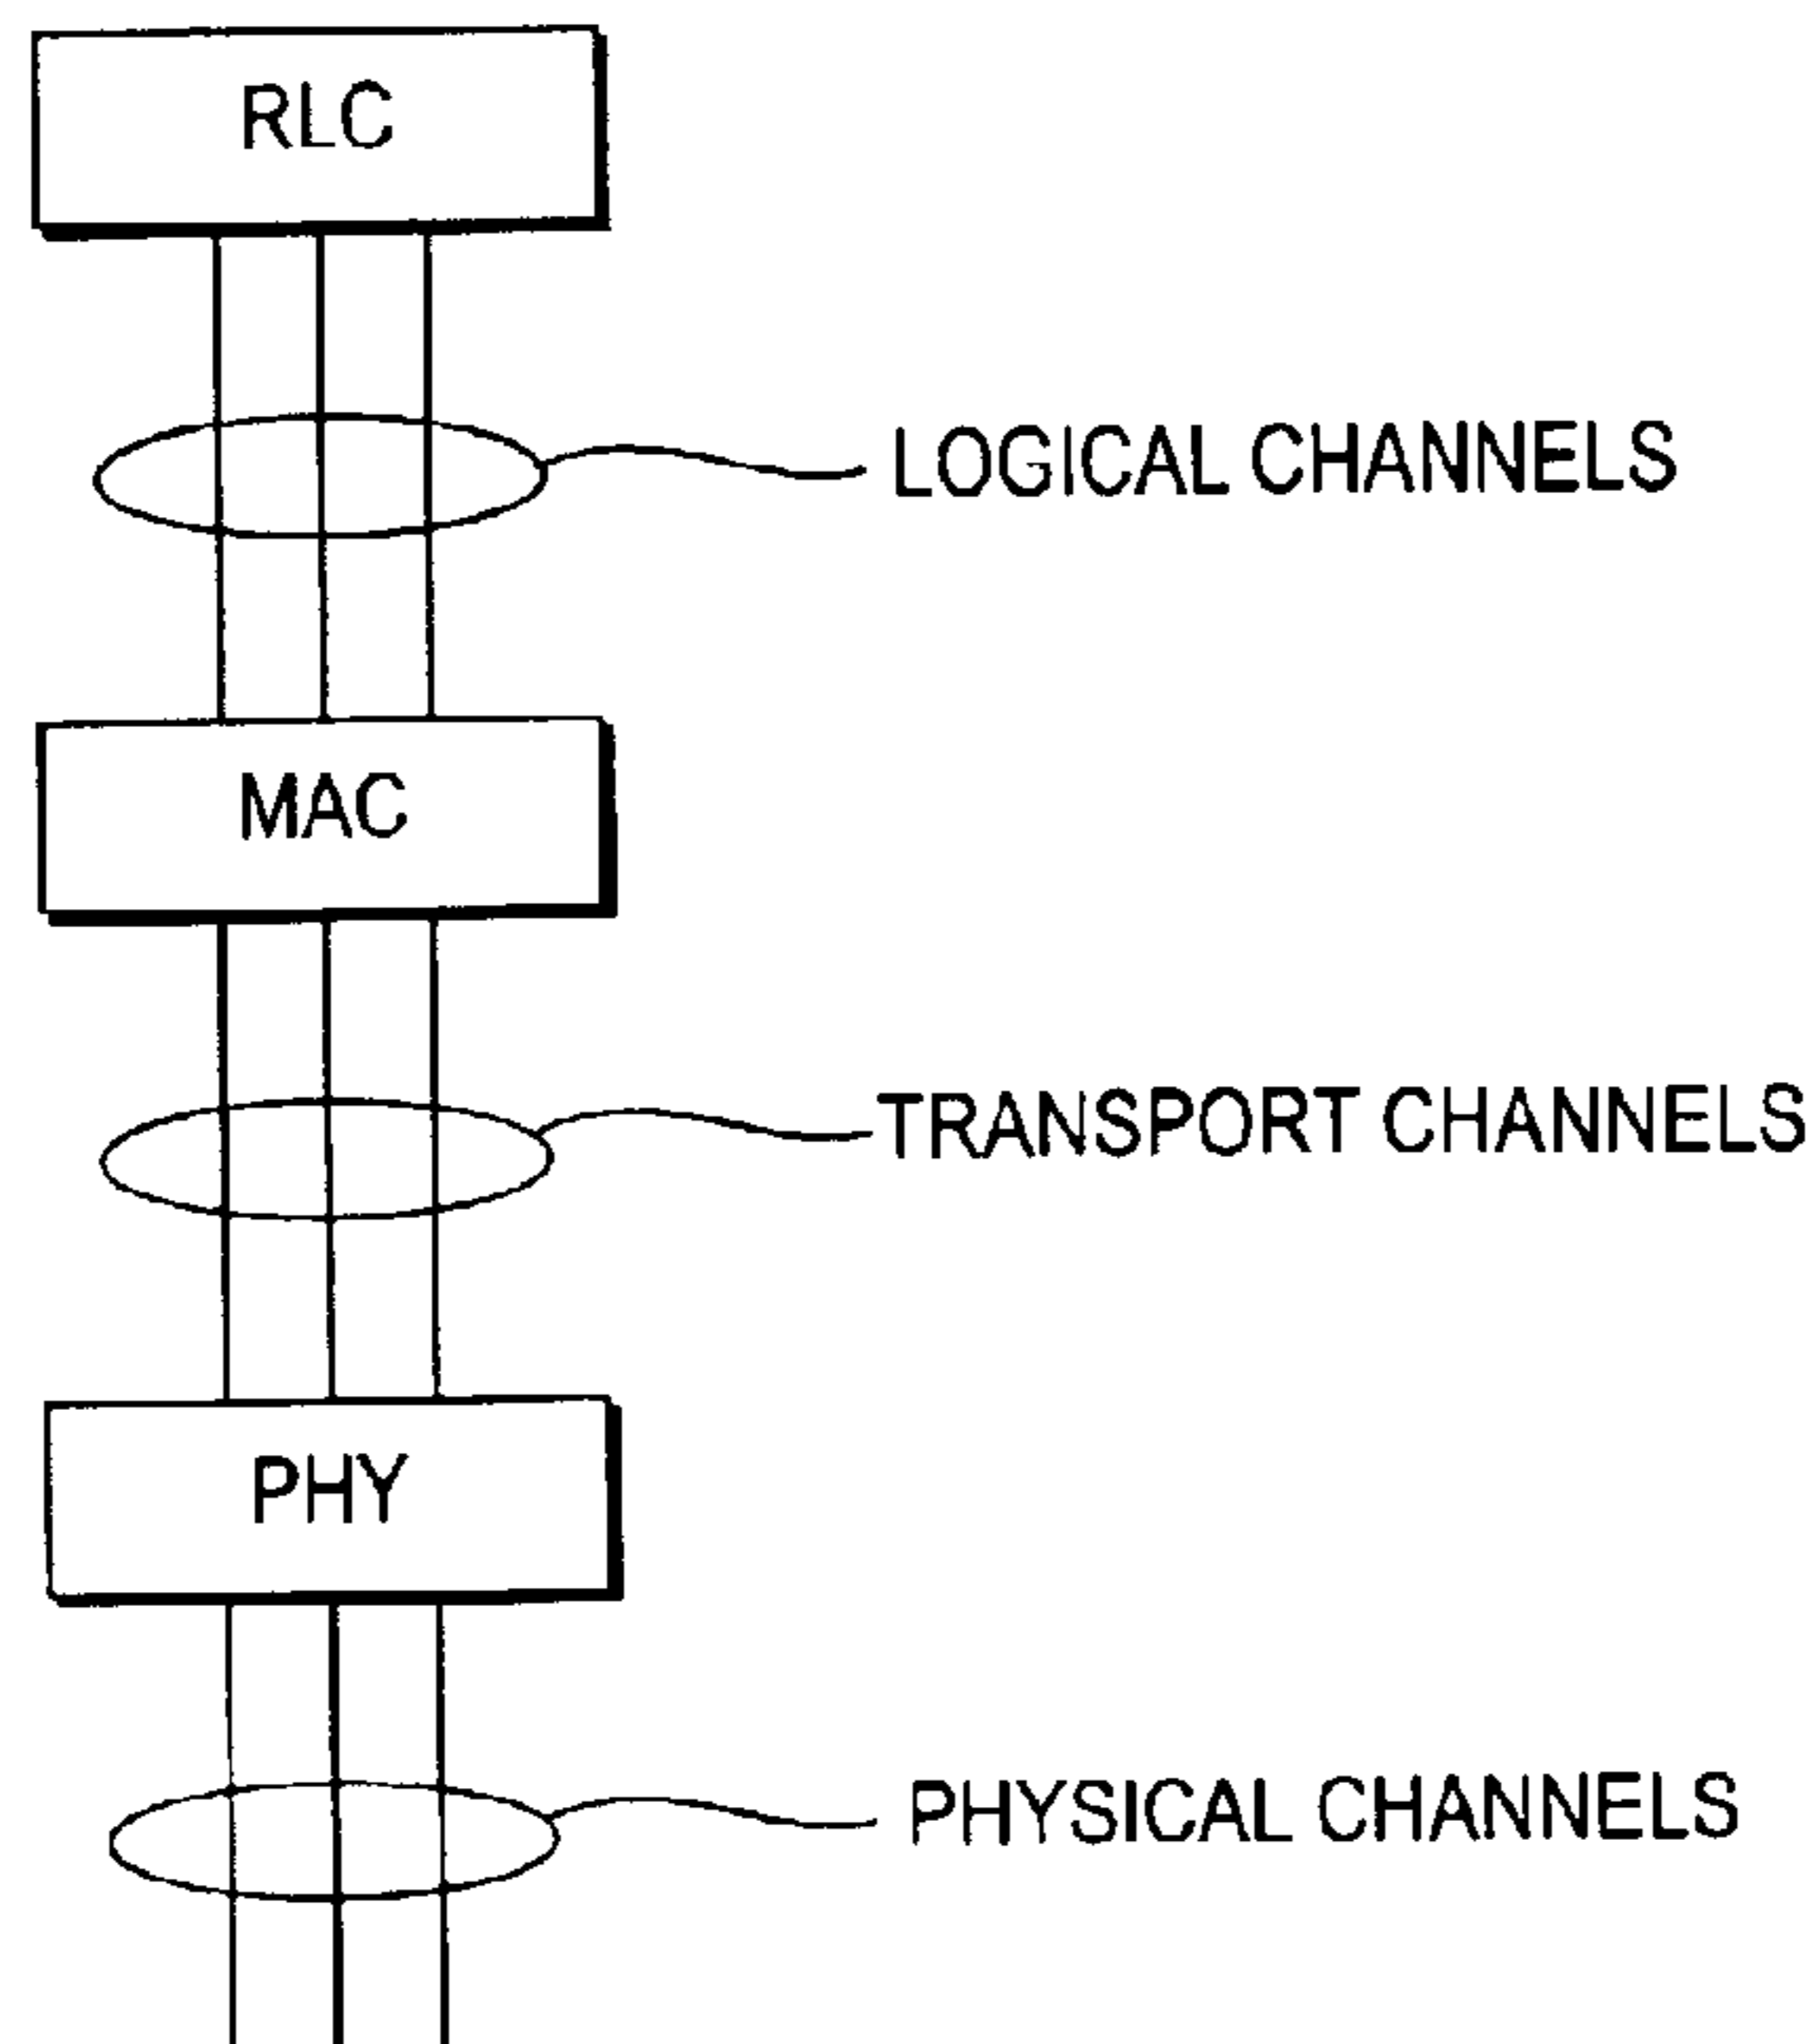 RLC
LOGICAL CHANNELS
MAC
TRANSPORT CHANNELS
PHY
PHYSICAL CHANNELS